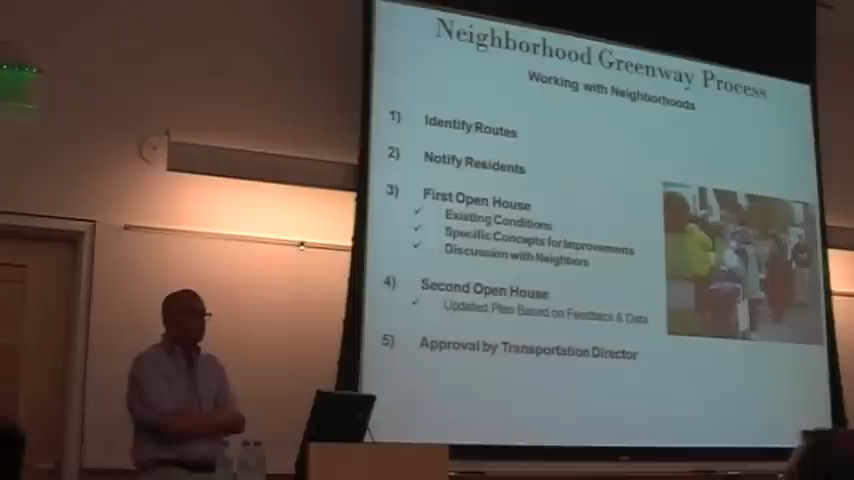 Neighborhood Greenway Process
Working with Neighborhoods
1) Identify Routes
2) Notify Residents
3) First Open House
✓ Existing Conditions
✓ Specific Concepts for Improvements
✓ Discussion with Neighbors
4) Second Open House
✓ Updated Plan Based on Feedback & Data
5) Approval by Transportation Director